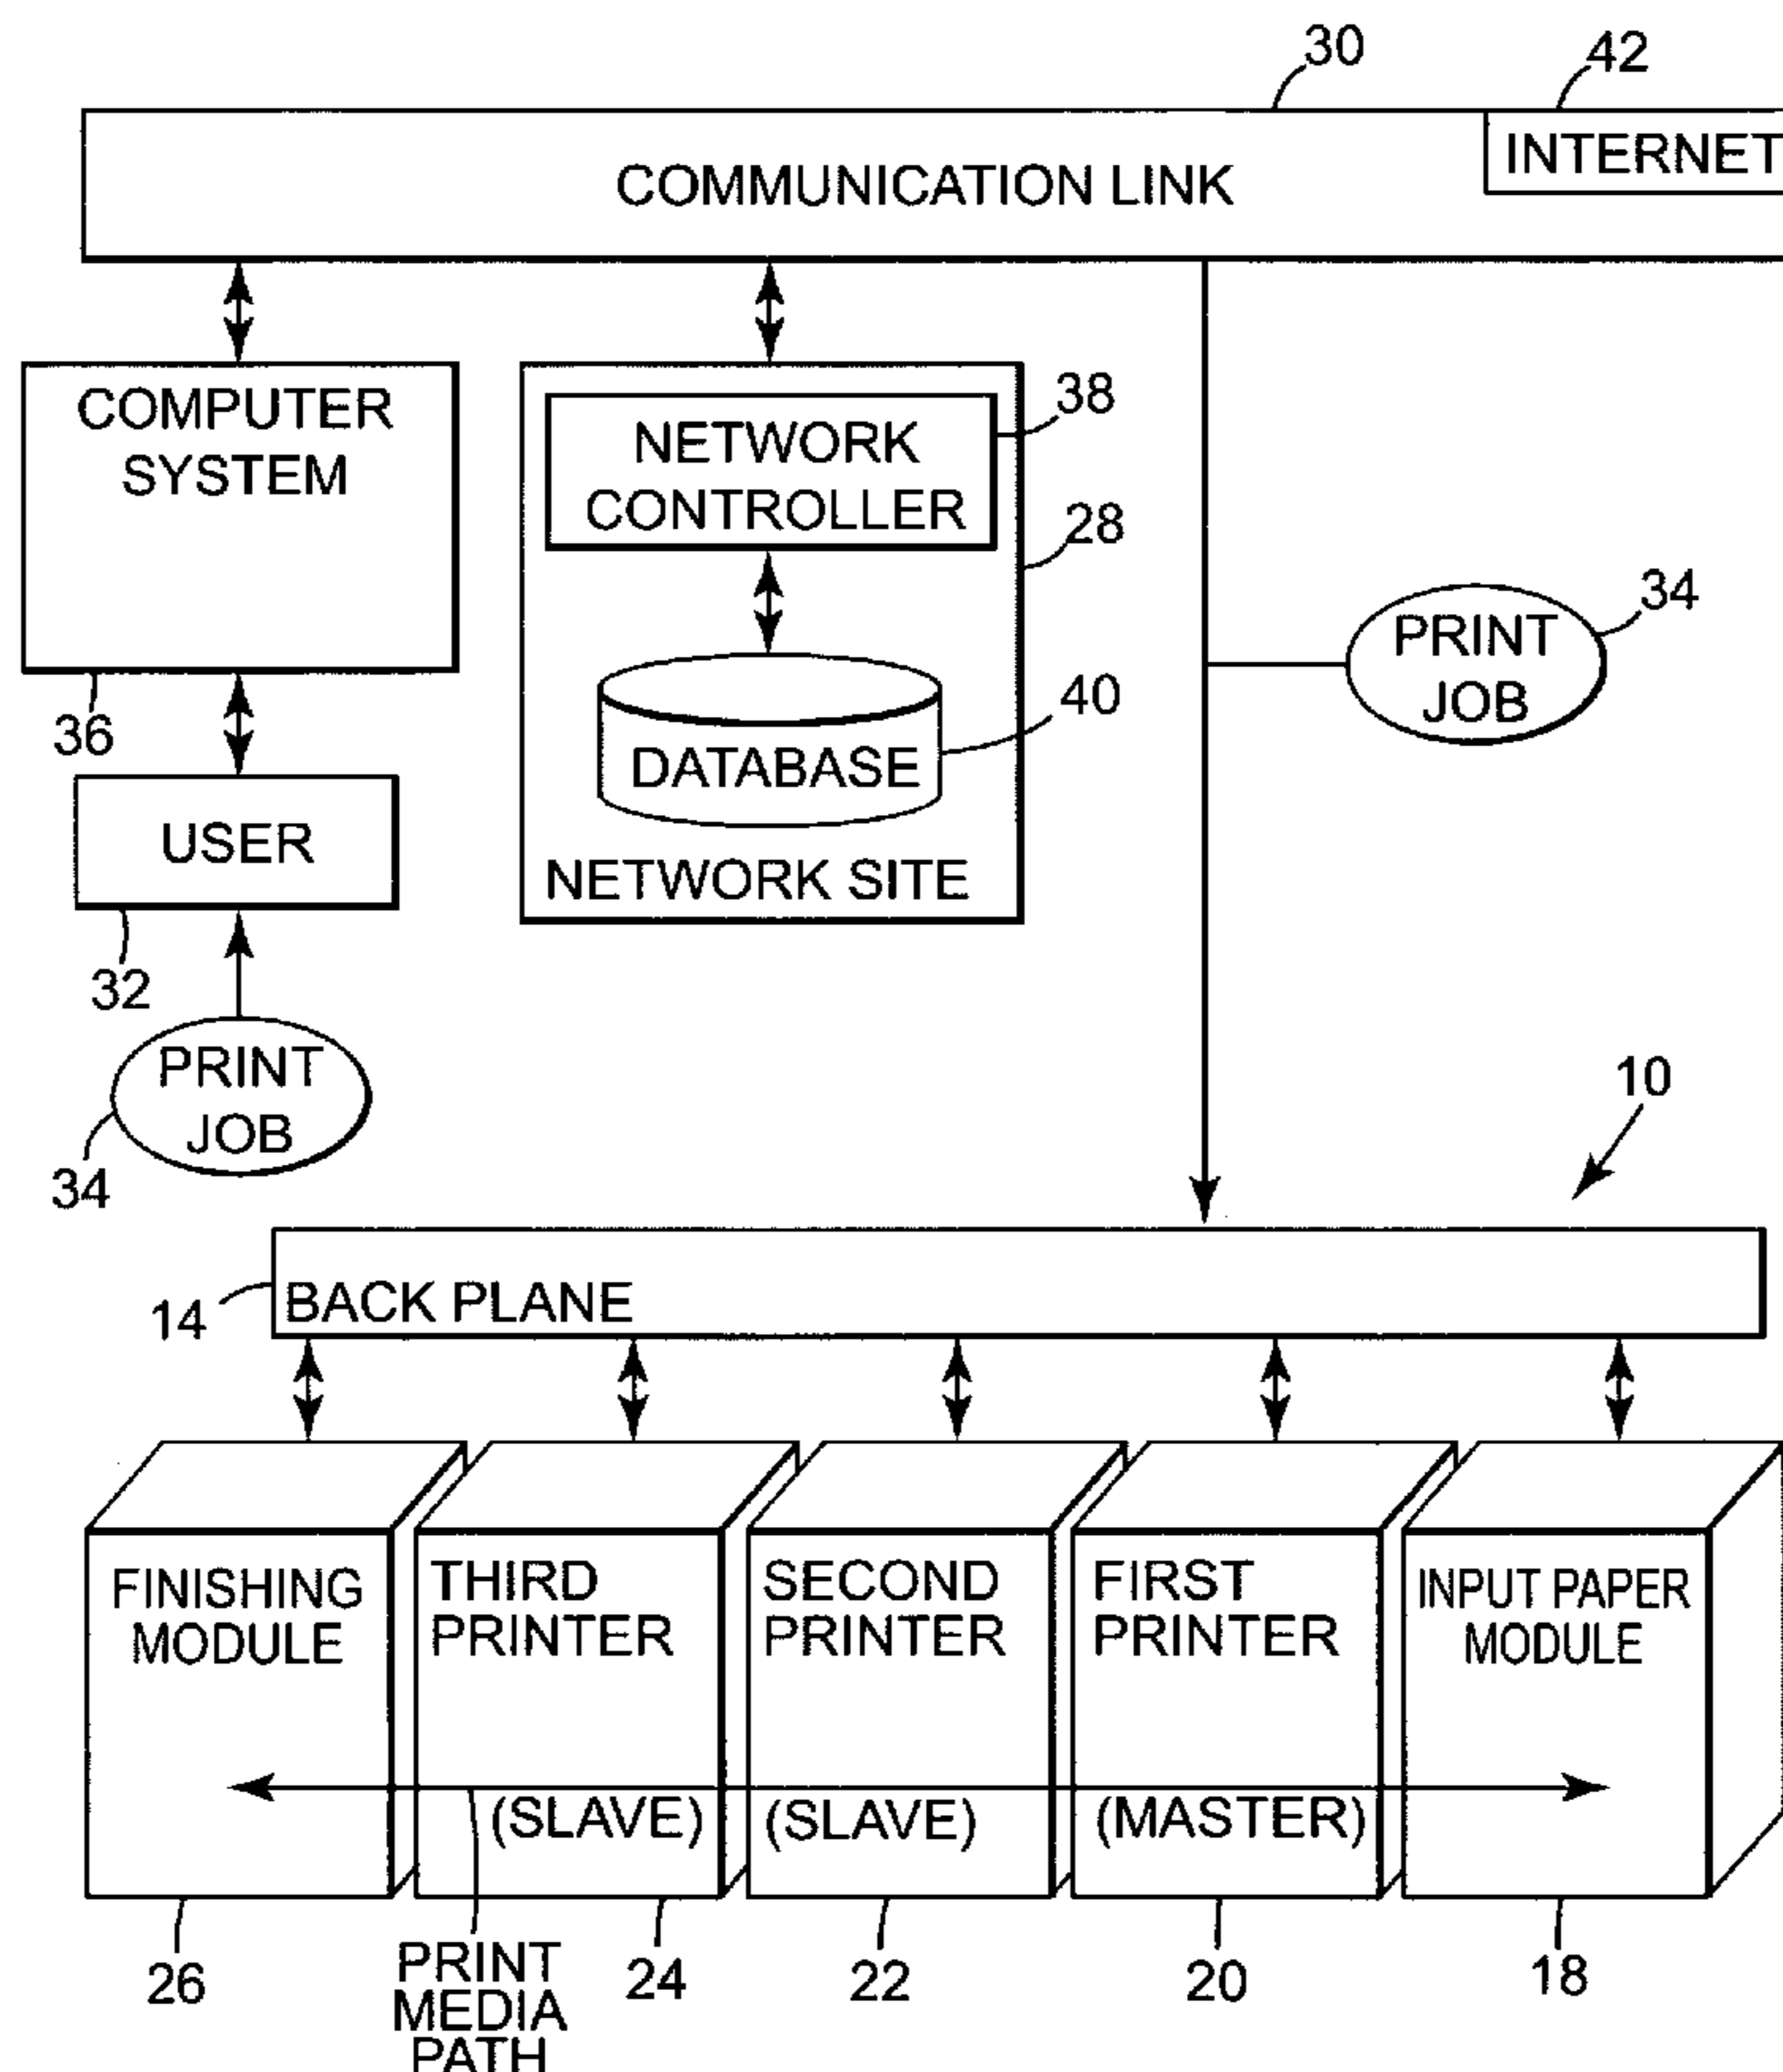 30
42
INTERNET
COMMUNICATION LINK
COMPUTER
SYSTEM
36
NETWORK
CONTROLLER
38
28
DATABASE
40
NETWORK SITE
PRINT
JOB
34
USER
32
PRINT
JOB
34
10
14
BACK PLANE
FINISHING
MODULE
THIRD
PRINTER
(SLAVE)
SECOND
PRINTER
(SLAVE)
FIRST
PRINTER
(MASTER)
INPUT PAPER
MODULE
26
PRINT
MEDIA
PATH
24
22
20
18